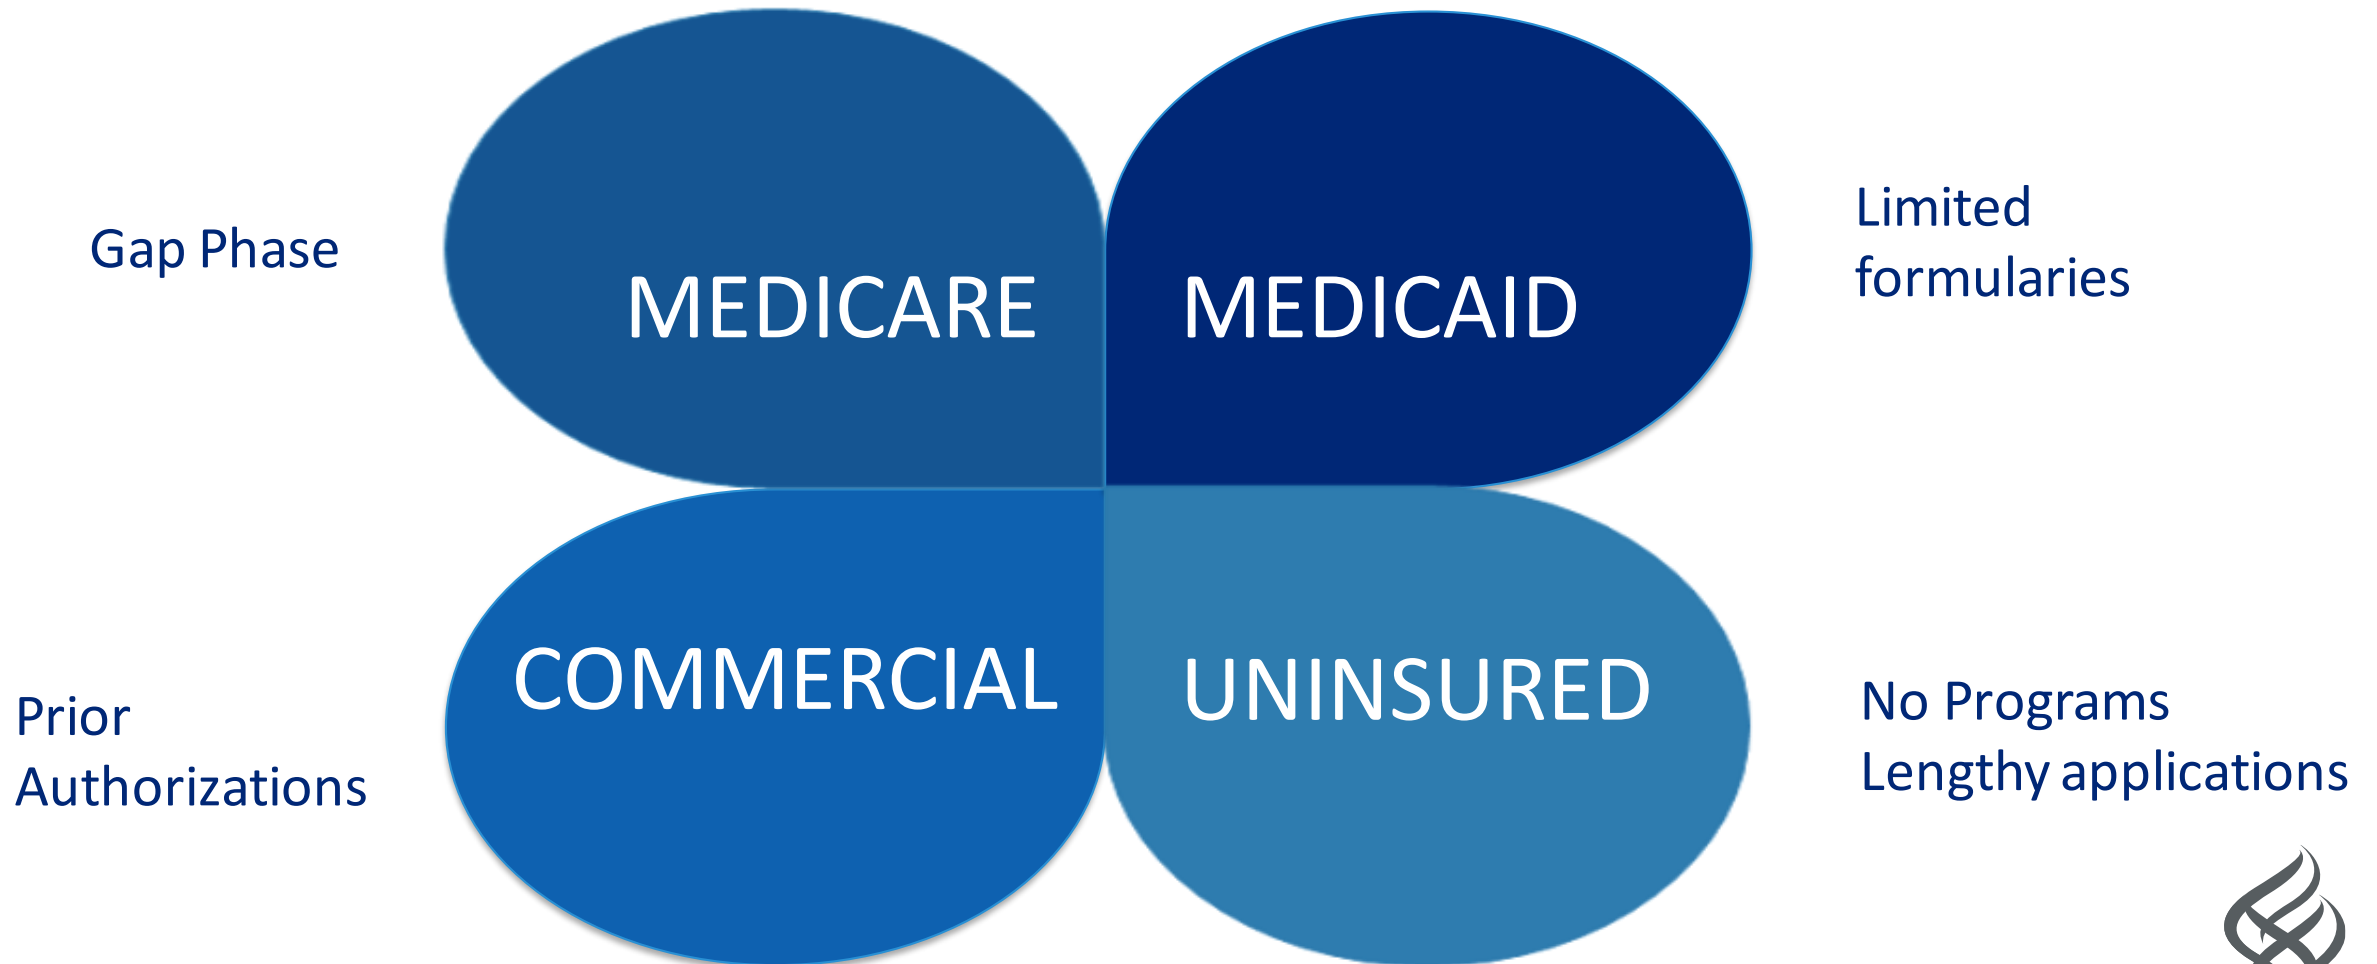 Gap Phase
MEDICARE
MEDICAID
Limited
formularies
Prior
Authorizations
COMMERCIAL
UNINSURED
No Programs
Lengthy applications